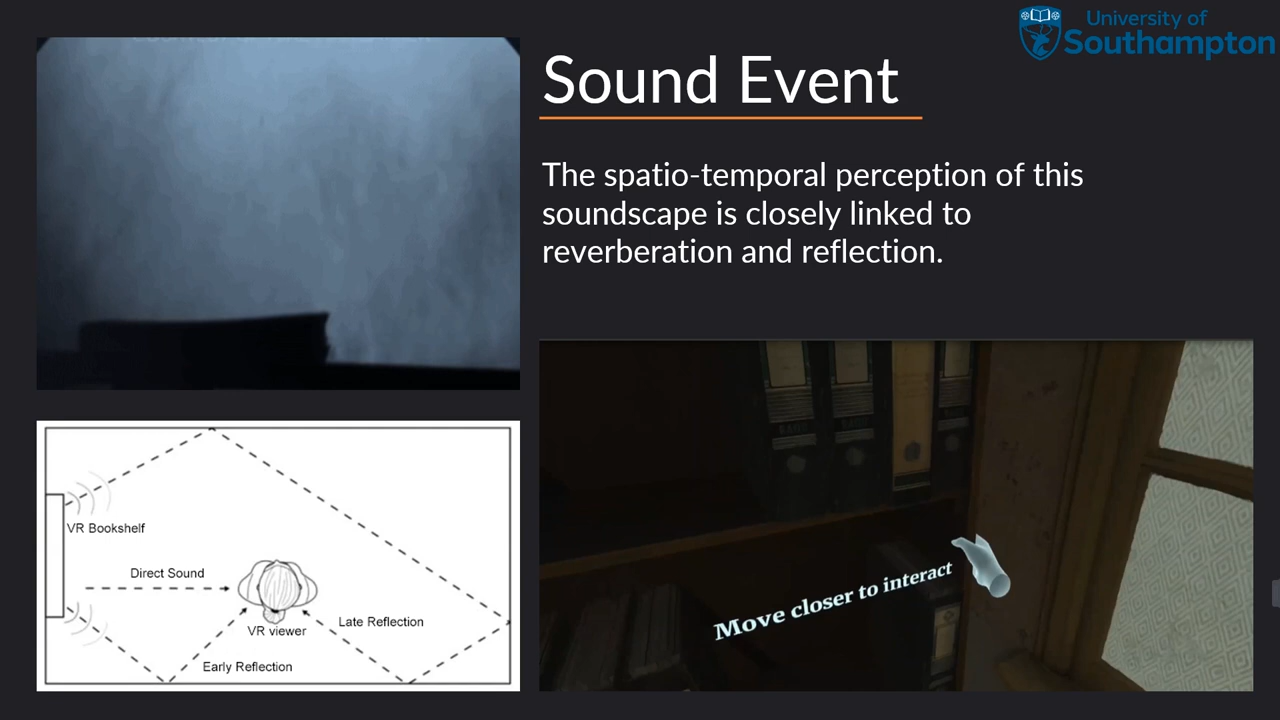 University of
Southampton
Sound Event
The spatio-temporal perception of this
soundscape is closely linked to
reverberation and reflection.
VR Bookshelf
Direct Sound
VR viewer
Late Reflection
Early Reflection
Move closer to interact